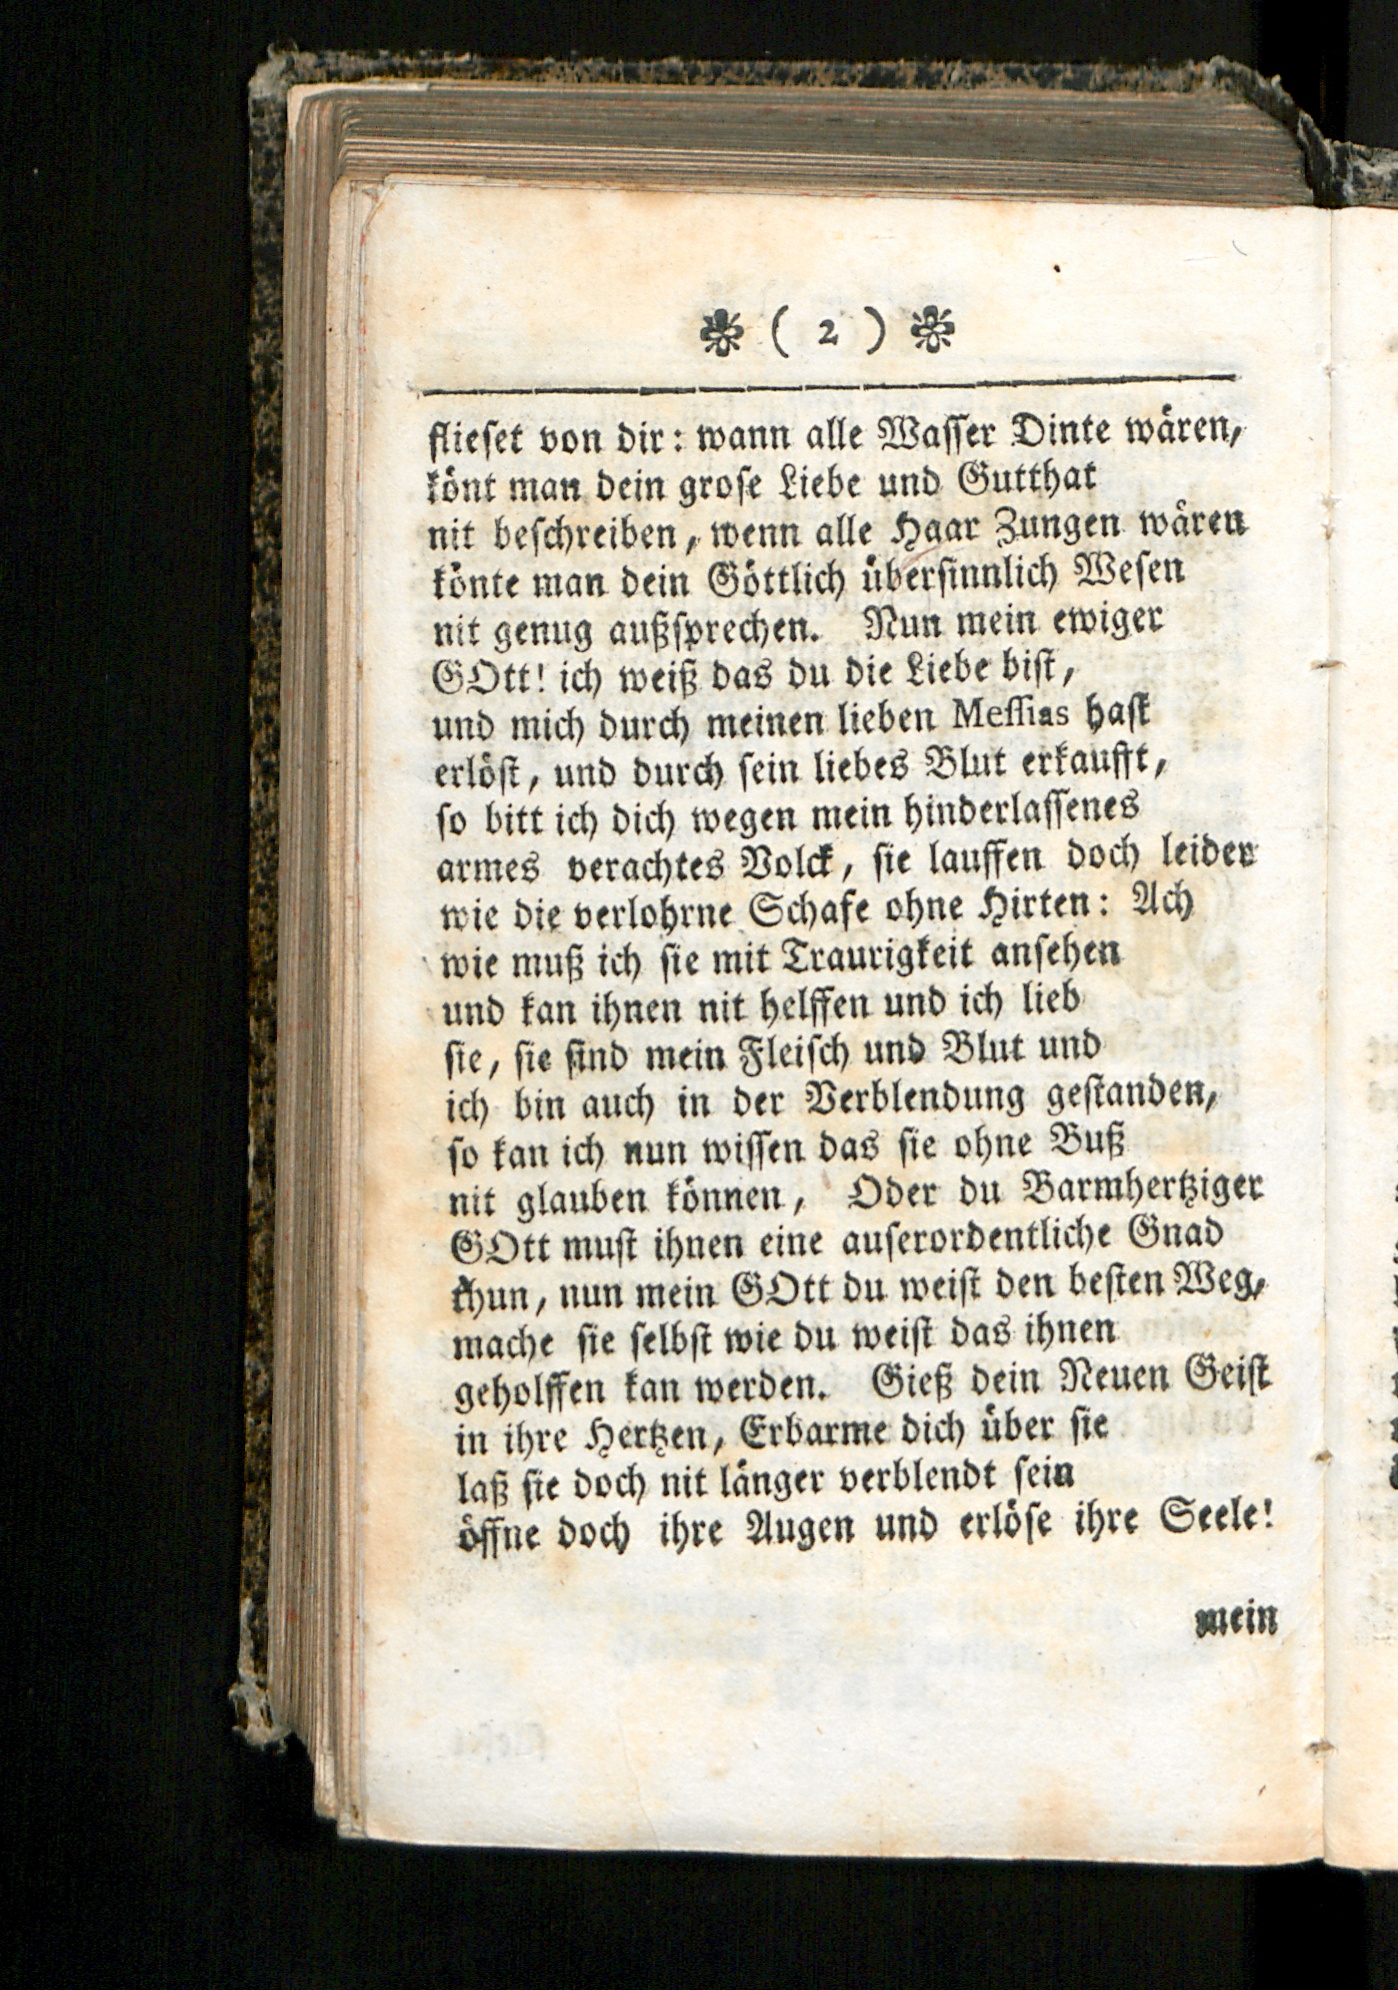 ❋ ( 2 ) ❋
flieſet von dir: wann alle Waſſer Dinte wären,
könt man dein groſe Liebe und Gutthat
nit beſchreiben, wenn alle Haar Zungen wären
könte man dein Göttlich überſinnlich Weſen
nit genug außſprechen. Nun mein ewiger
GOtt! ich weiß das du die Liebe biſt,
und mich durch meinen lieben Meſſias haſt
erlöſt, und durch ſein liebes Blut erkaufft,
ſo bitt ich dich wegen mein hinderlaſſenes
armes verachtes Volck, ſie lauffen doch leider
wie die verlohrne Schafe ohne Hirten: Ach
wie muß ich ſie mit Traurigkeit anſehen
und kan ihnen nit helffen und ich lieb
ſie, ſie ſind mein Fleiſch und Blut und
ich bin auch in der Verblendung geſtanden,
ſo kan ich nun wiſſen das ſie ohne Buß
nit glauben können, Oder du Barmhertziger
GOtt muſt ihnen eine auſerordentliche Gnad
thun, nun mein GOtt du weiſt den beſten Weg,
mache ſie ſelbſt wie du weiſt das ihnen
geholffen kan werden. Gieß dein Neuen Geiſt
in ihre Hertzen, Erbarme dich über ſie
laß ſie doch nit länger verblendt ſein
öffne doch ihre Augen und erlöſe ihre Seele!
mein